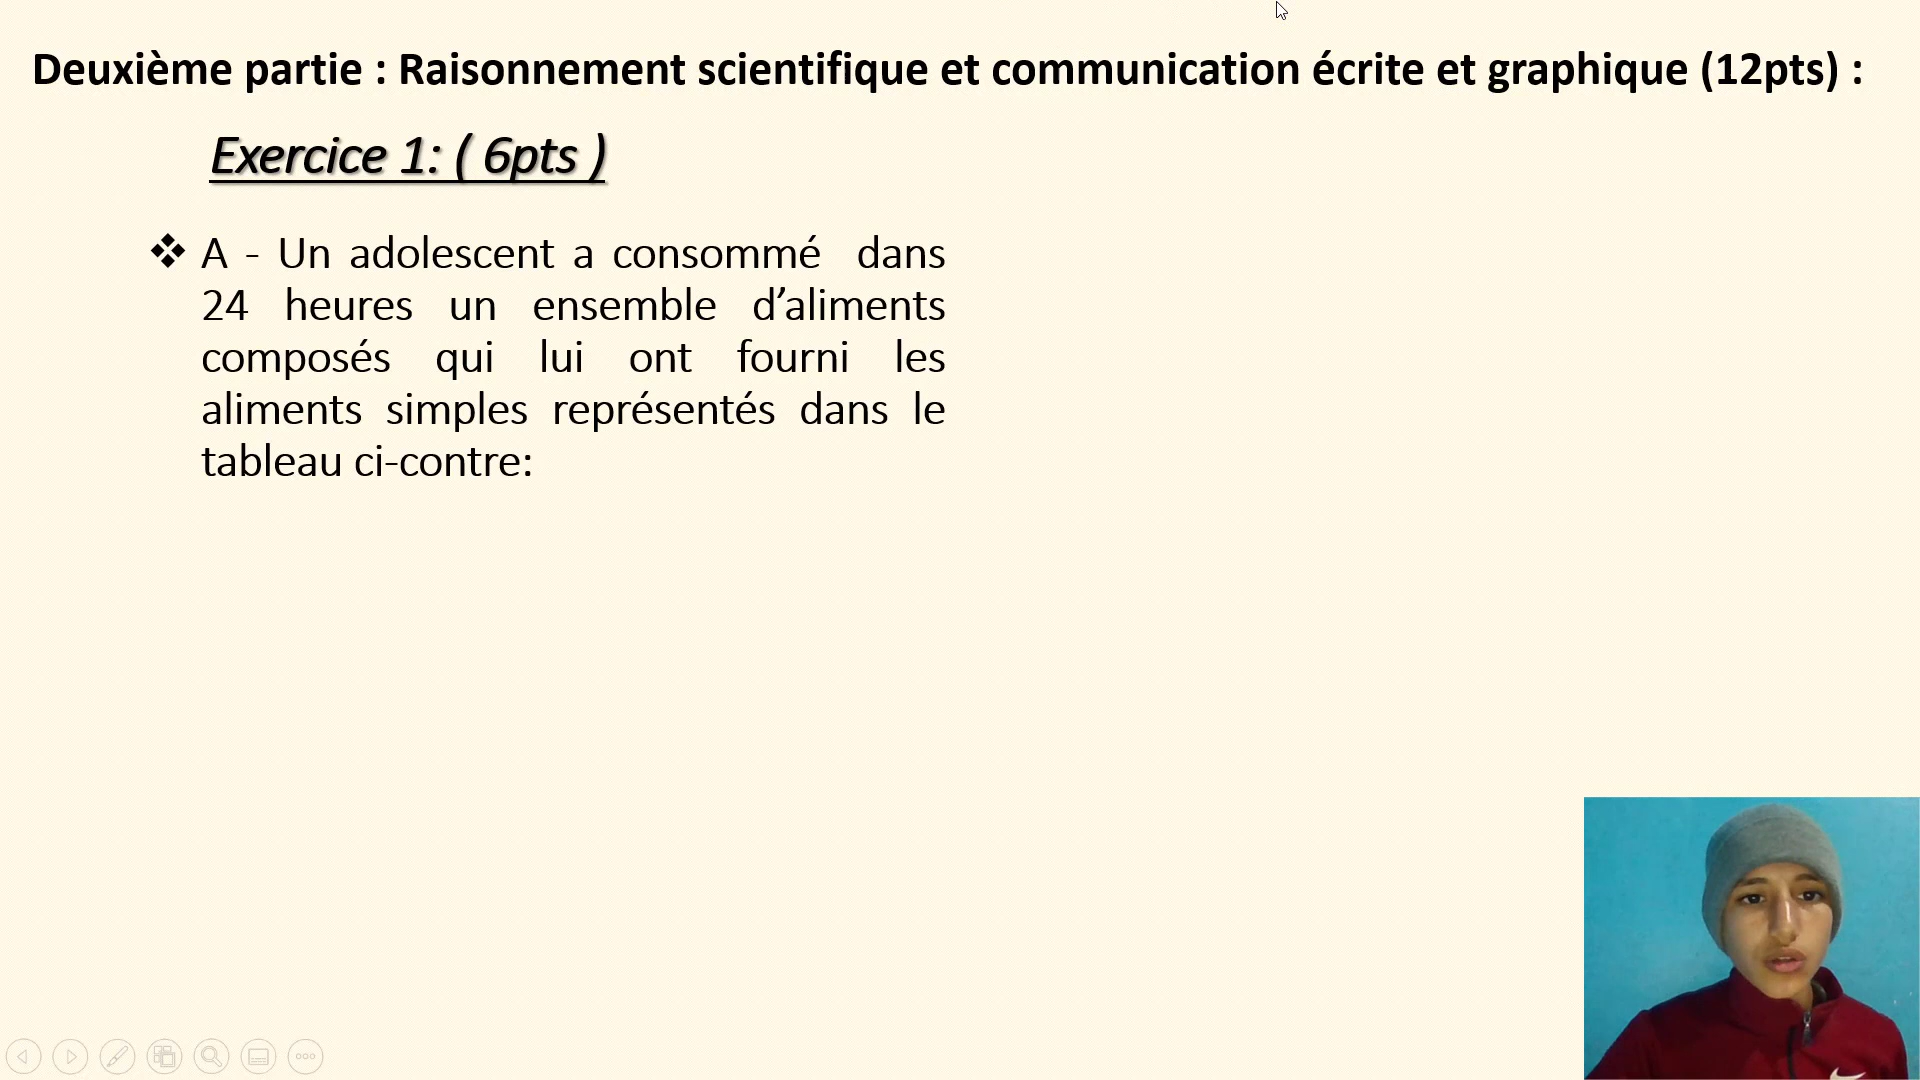 Deuxième partie : Raisonnement scientifique et communication écrite et graphique (12pts) :
Exercice 1: ( 6pts )
❖ A - Un adolescent a consommé dans
24 heures un ensemble d’aliments
composés qui lui ont fourni les
aliments simples représentés dans le
tableau ci-contre: